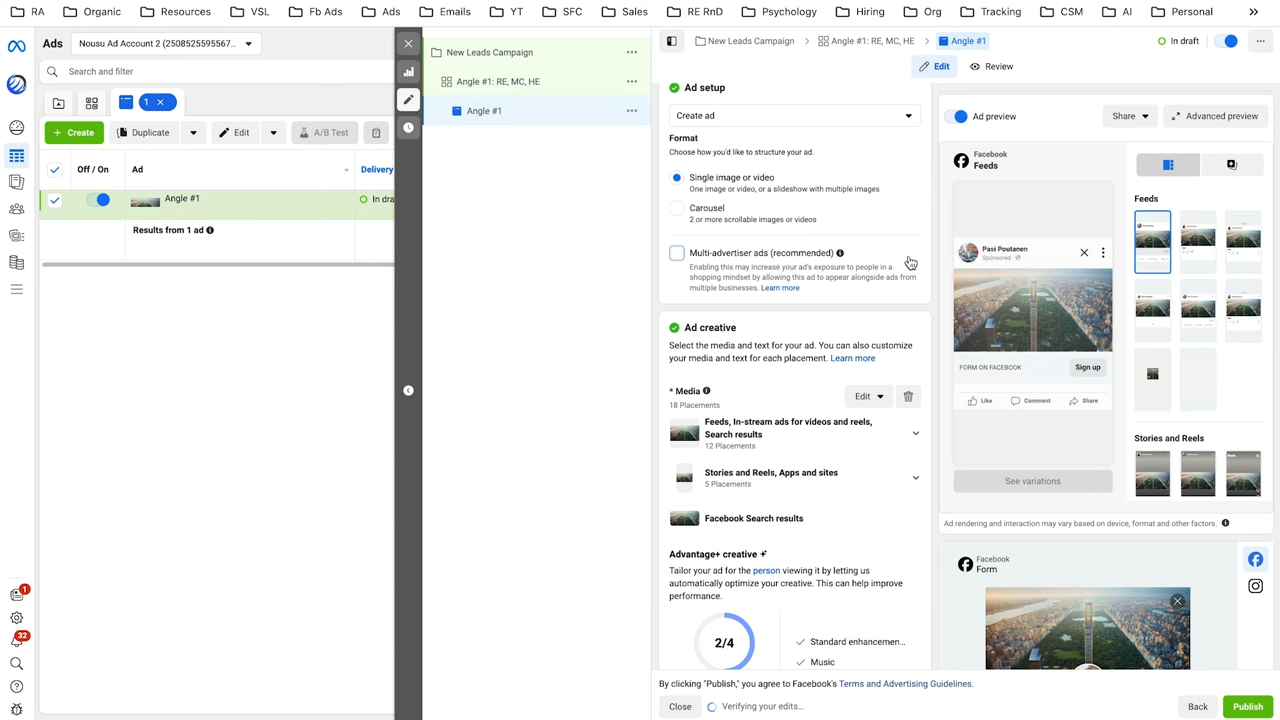 RA
Organic
Resources
VSL
Fb Ads
Ads
Emails
YT
SFC
Sales
RE RnD
Psychology
Hiring
Org
Tracking
CSM
AI
Personal
Ads
Nousu Ad Account 2 (2508525595567...
Search and filter
1
Create
Duplicate
Edit
A/B Test
Off / On
Ad
Delivery
Angle #1
In dra
Results from 1 ad
1
32
New Leads Campaign
Angle #1: RE, MC, HE
Angle #1
New Leads Campaign
Angle #1: RE, MC, HE
Angle #1
In draft
Edit
Review
Ad setup
Create ad
Format
Choose how you'd like to structure your ad.
Single image or video
One image or video, or a slideshow with multiple images
Carousel
2 or more scrollable images or videos
Multi-advertiser ads (recommended)
Enabling this may increase your ad's exposure to people in a
shopping mindset by allowing this ad to appear alongside ads from
multiple businesses. Learn more
Ad creative
Select the media and text for your ad. You can also customize
your media and text for each placement. Learn more
* Media
18 Placements
Edit
Feeds, In-stream ads for videos and reels,
Search results
12 Placements
Stories and Reels, Apps and sites
5 Placements
Facebook Search results
Advantage+ creative
Tailor your ad for the person viewing it by letting us
automatically optimize your creative. This can help improve
performance.
2/4
Standard enhancemen...
Music
Ad preview
Share
Advanced preview
Facebook
Feeds
Pasi Poutanen
Sponsored
FORM ON FACEBOOK
Sign up
Like
Comment
Share
See variations
Feeds
Stories and Reels
Ad rendering and interaction may vary based on device, format and other factors.
Facebook
Form
By clicking "Publish," you agree to Facebook's Terms and Advertising Guidelines.
Close
Verifying your edits...
Back
Publish